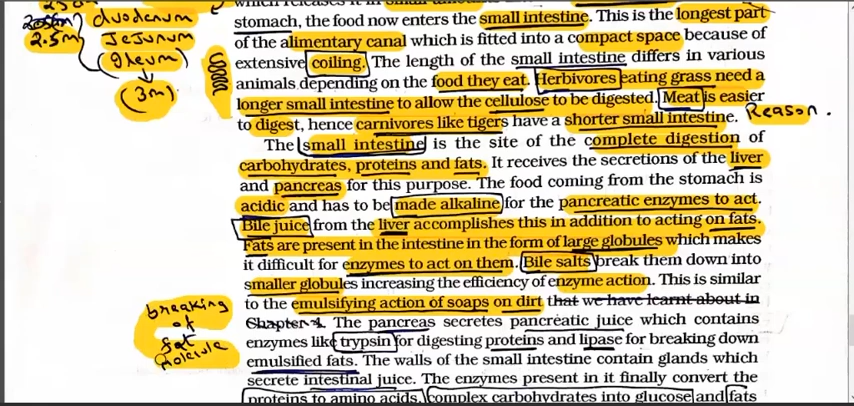 duodenum
2.5m
Jejunum
(ileum)
(3m)
stomach, the food now enters the small intestine. This is the longest part
of the alimentary canal which is fitted into a compact space because of
extensive coiling. The length of the small intestine differs in various
animals depending on the food they eat. Herbivores eating grass need a
longer small intestine to allow the cellulose to be digested. Meat is easier
to digest, hence carnivores like tigers have a shorter small intestine.
Reason.
The small intestine is the site of the complete digestion of
carbohydrates, proteins and fats. It receives the secretions of the liver
and pancreas for this purpose. The food coming from the stomach is
acidic and has to be made alkaline for the pancreatic enzymes to act.
Bile juice from the liver accomplishes this in addition to acting on fats.
Fats are present in the intestine in the form of large globules which makes
it difficult for enzymes to act on them. Bile salts break them down into
smaller globules increasing the efficiency of enzyme action. This is similar
to the emulsifying action of soaps on dirt that we have learnt about in
Chapter 4. The pancreas secretes pancreatic juice which contains
enzymes like trypsin for digesting proteins and lipase for breaking down
emulsified fats. The walls of the small intestine contain glands which
secrete intestinal juice. The enzymes present in it finally convert the
proteins to amino acids, complex carbohydrates into glucose and fats
breaking
of
fat
molecule